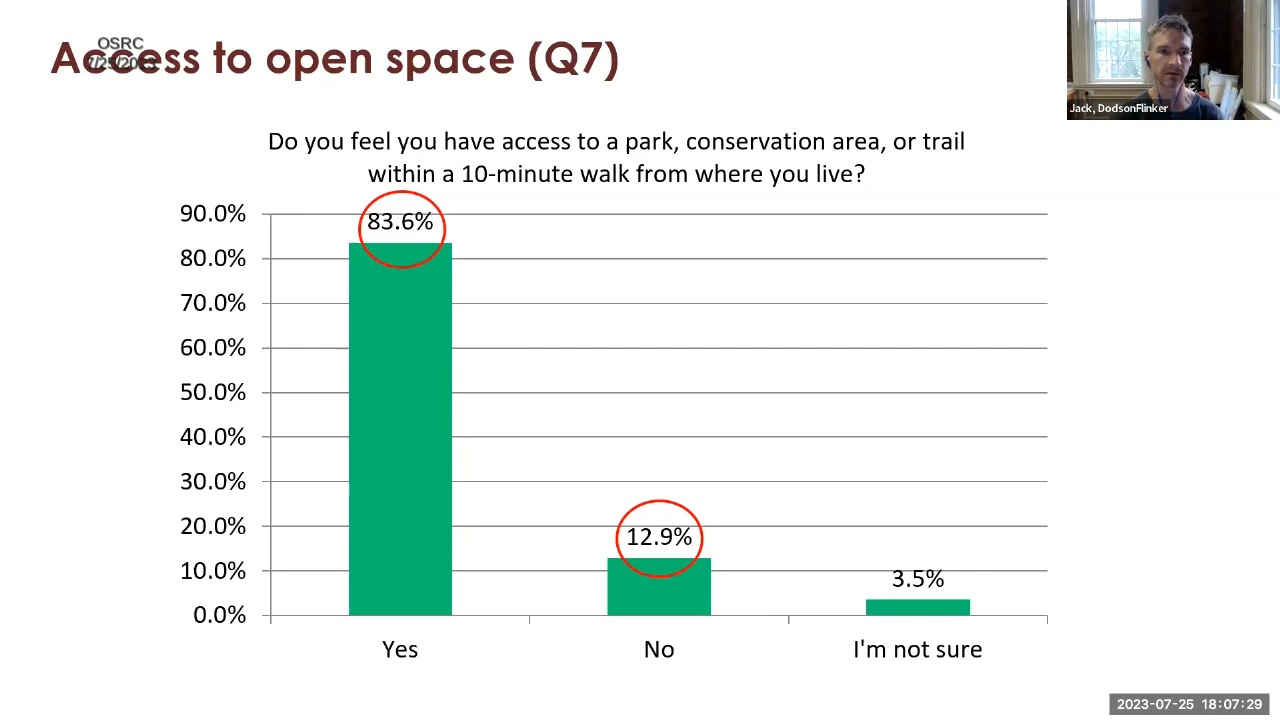 OSRC
7/25/2023
Access to open space (Q7)
Jack, DodsonFlinker
Do you feel you have access to a park, conservation area, or trail
within a 10-minute walk from where you live?
90.0%
83.6%
80.0%
70.0%
60.0%
50.0%
40.0%
30.0%
20.0%
12.9%
10.0%
3.5%
0.0%
Yes
No
I'm not sure
2023-07-25 18:07:29